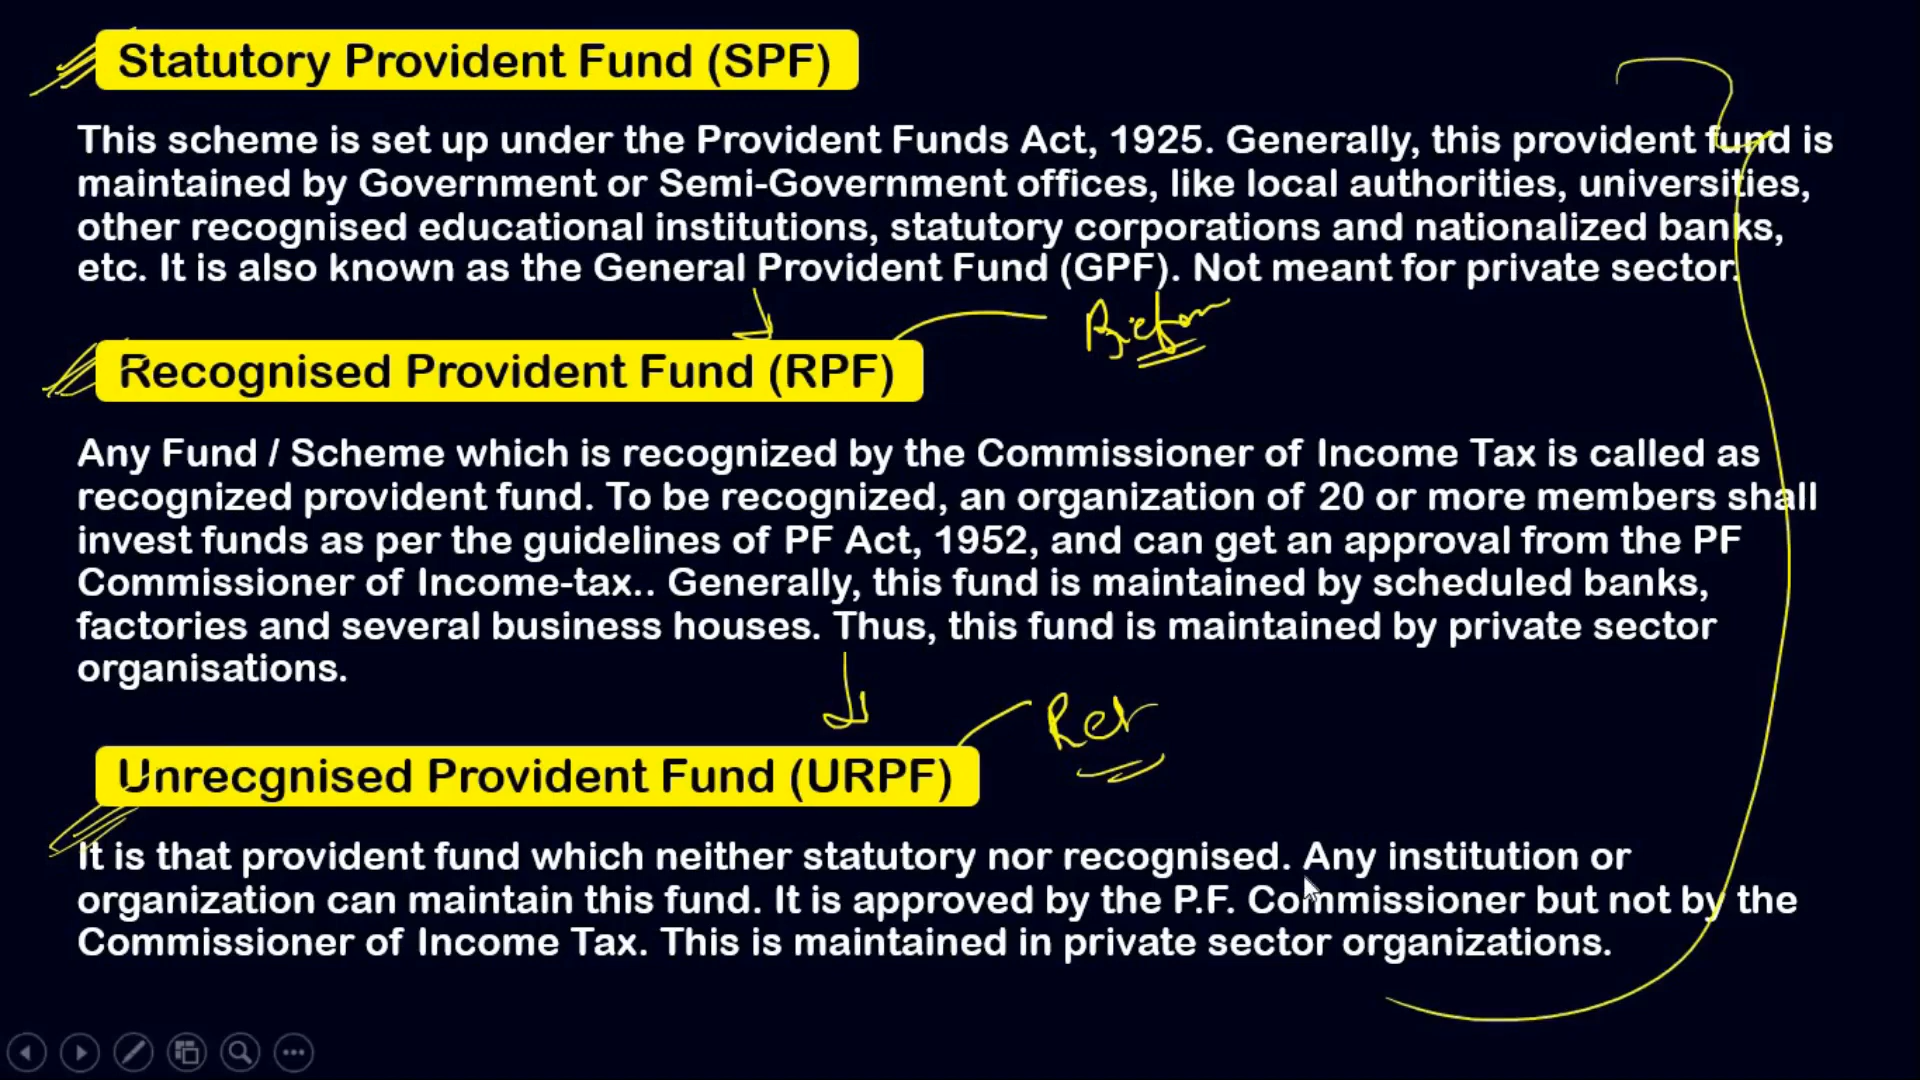 Statutory Provident Fund (SPF)
This scheme is set up under the Provident Funds Act, 1925. Generally, this provident fund is
maintained by Government or Semi-Government offices, like local authorities, universities,
other recognised educational institutions, statutory corporations and nationalized banks,
etc. It is also known as the General Provident Fund (GPF). Not meant for private sector.
Recognised Provident Fund (RPF)
Any Fund / Scheme which is recognized by the Commissioner of Income Tax is called as
recognized provident fund. To be recognized, an organization of 20 or more members shall
invest funds as per the guidelines of PF Act, 1952, and can get an approval from the PF
Commissioner of Income-tax.. Generally, this fund is maintained by scheduled banks,
factories and several business houses. Thus, this fund is maintained by private sector
organisations.
Ret
Unrecgnised Provident Fund (URPF)
It is that provident fund which neither statutory nor recognised. Any institution or
organization can maintain this fund. It is approved by the P.F. Commissioner but not by the
Commissioner of Income Tax. This is maintained in private sector organizations.